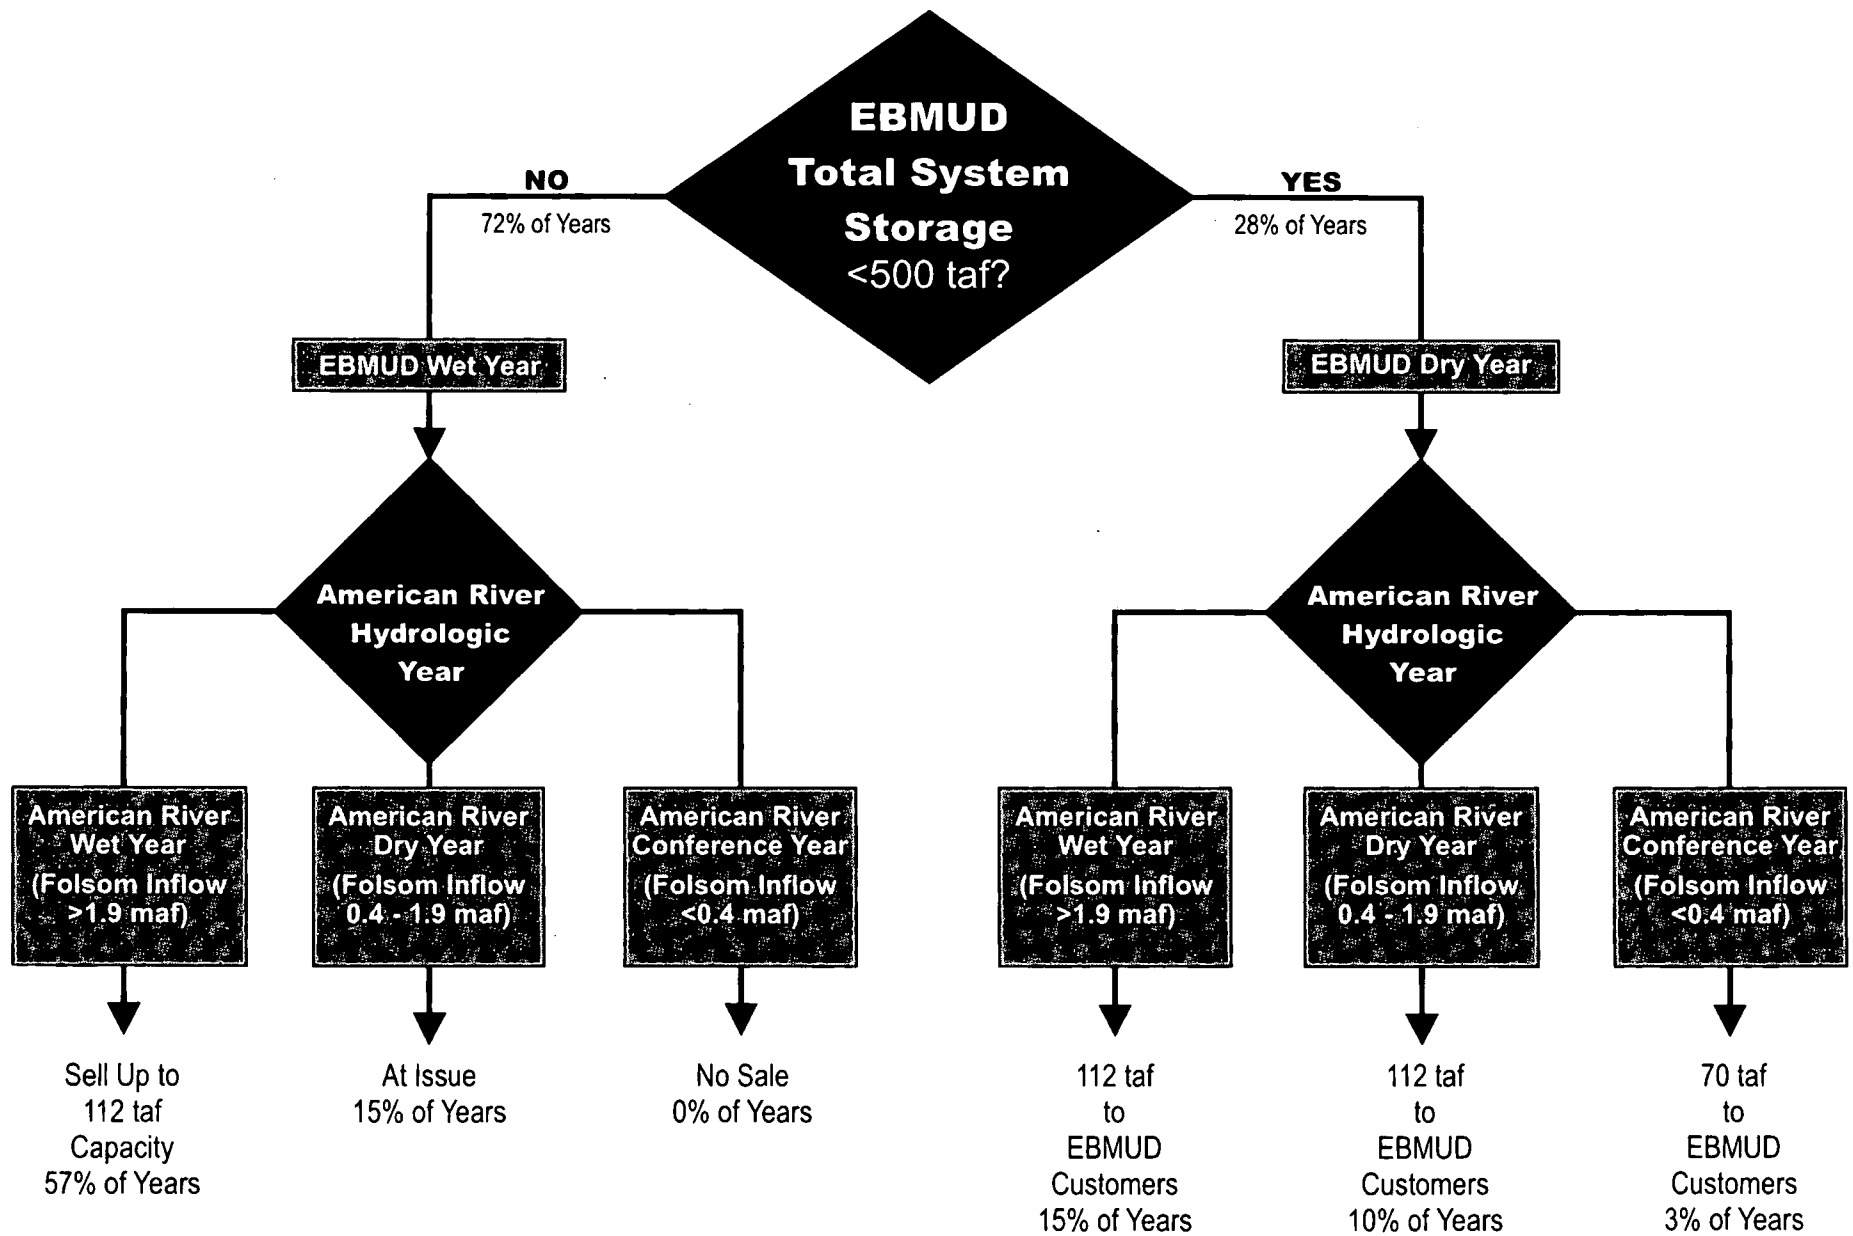 EBMUD
Total System
Storage
<500 taf?
NO
72% of Years
YES
28% of Years
EBMUD Wet Year
EBMUD Dry Year
American River
Hydrologic
Year
American River
Hydrologic
Year
American River
Wet Year
(Folsom Inflow
>1.9 maf)
American River
Dry Year
(Folsom Inflow
0.4 - 1.9 maf)
American River
Conference Year
(Folsom Inflow
<0.4 maf)
American River
Wet Year
(Folsom Inflow
>1.9 maf)
American River
Dry Year
(Folsom Inflow
0.4 - 1.9 maf)
American River
Conference Year
(Folsom Inflow
<0.4 maf)
Sell Up to
112 taf
Capacity
57% of Years
At Issue
15% of Years
No Sale
0% of Years
112 taf
to
EBMUD
Customers
15% of Years
112 taf
to
EBMUD
Customers
10% of Years
70 taf
to
EBMUD
Customers
3% of Years